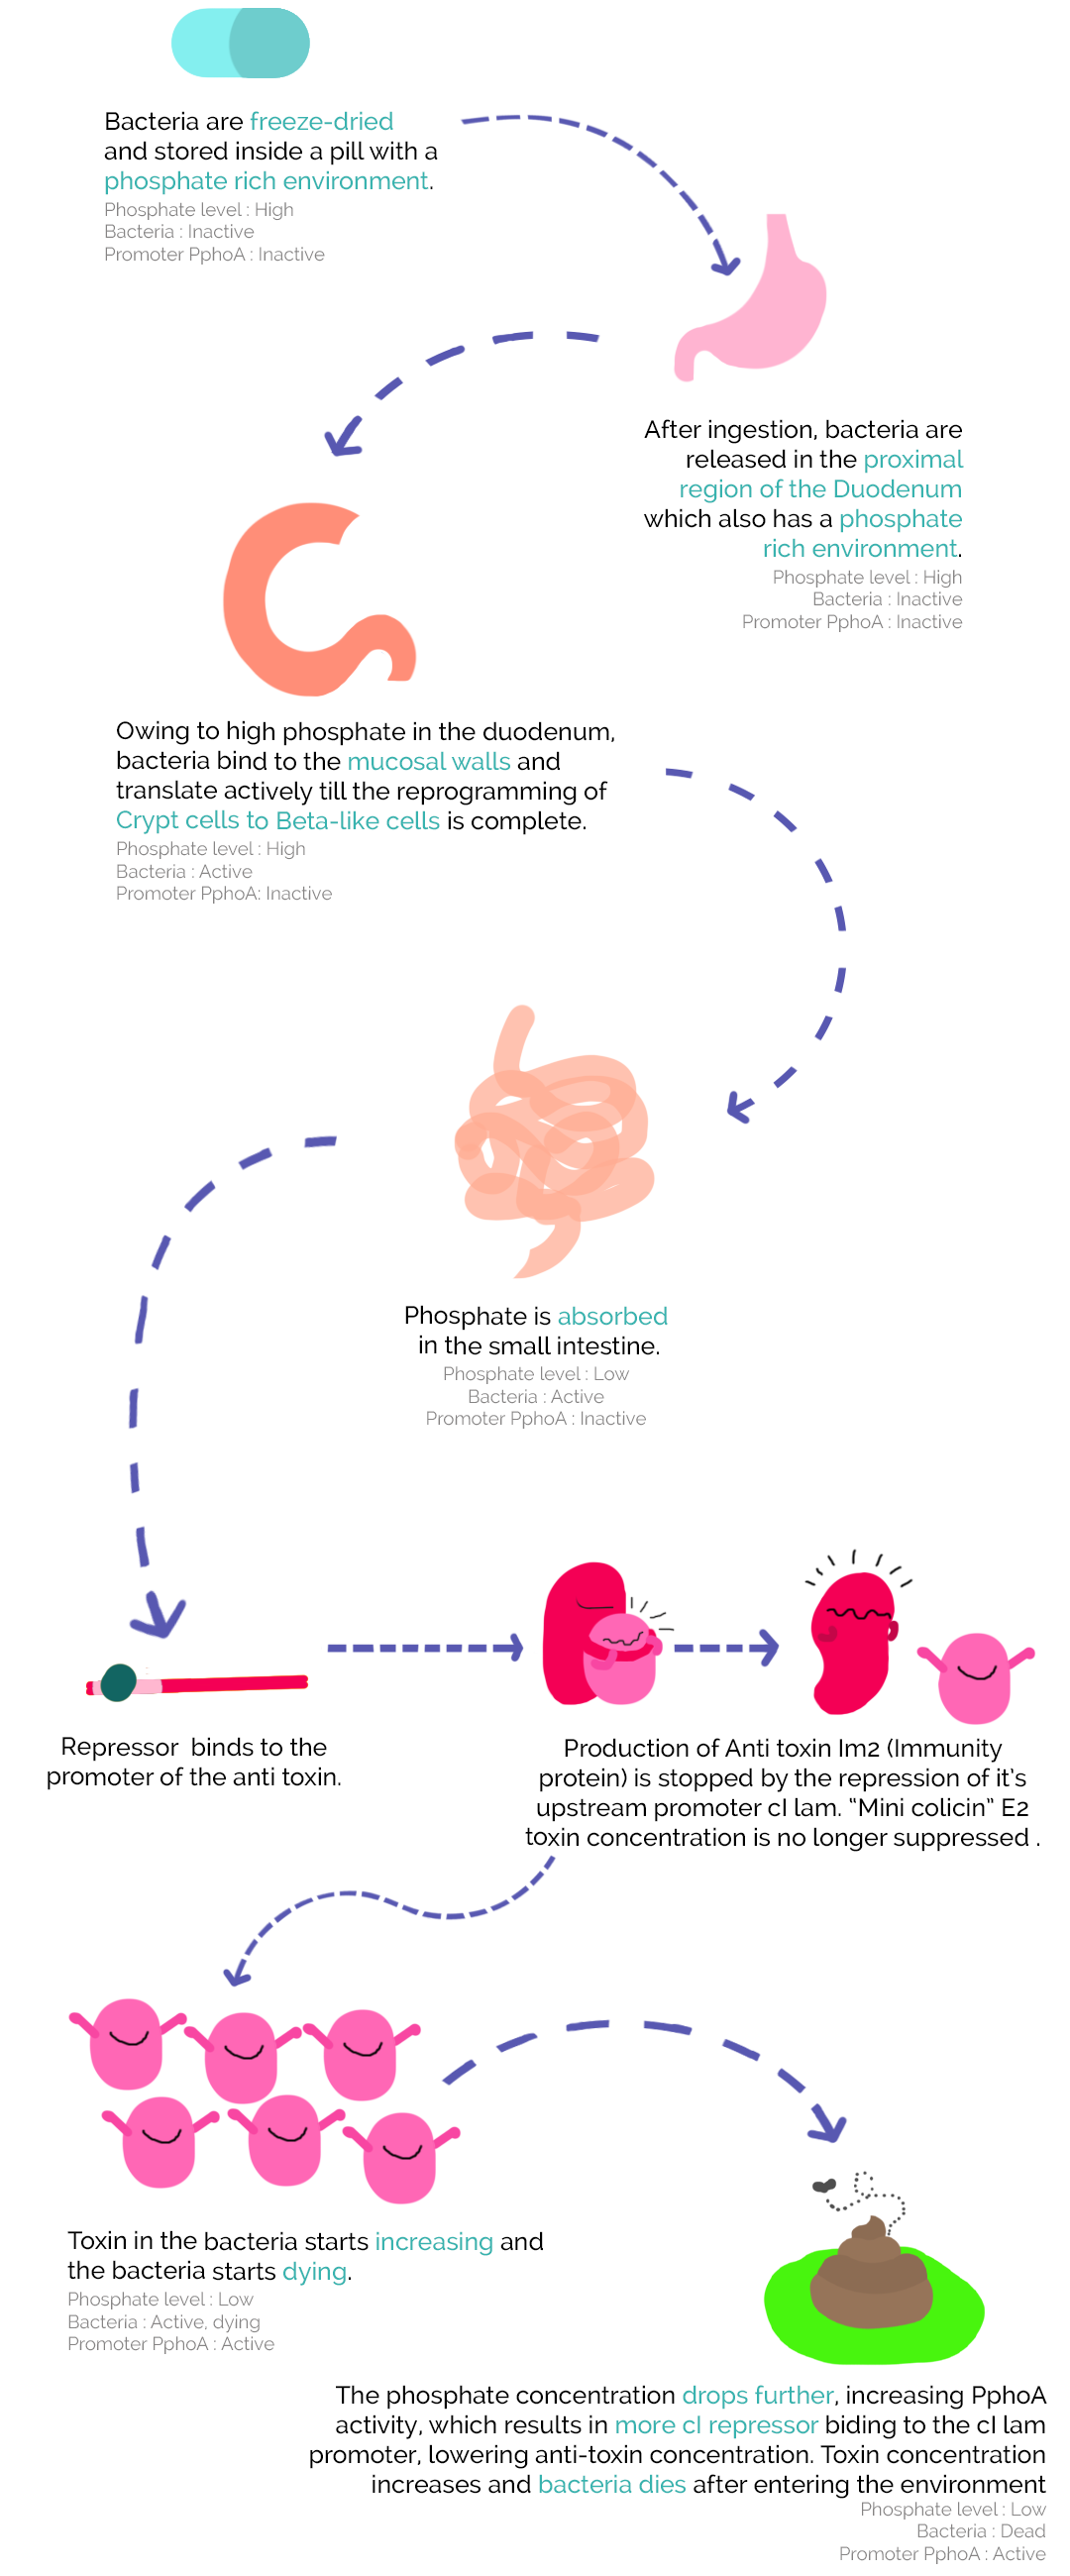 Bacteria are freeze-dried
and stored inside a pill with a
phosphate rich environment.
Phosphate level : High
Bacteria : Inactive
Promoter PphoA : Inactive
After ingestion, bacteria are
released in the proximal
region of the Duodenum
which also has a phosphate
rich environment.
Phosphate level : High
Bacteria : Inactive
Promoter PphoA : Inactive
Owing to high phosphate in the duodenum,
bacteria bind to the mucosal walls and
translate actively till the reprogramming of
Crypt cells to Beta-like cells is complete.
Phosphate level : High
Bacteria : Active
Promoter PphoA: Inactive
Phosphate is absorbed
in the small intestine.
Phosphate level : Low
Bacteria : Active
Promoter PphoA : Inactive
Repressor binds to the
promoter of the anti toxin.
Production of Anti toxin Im2 (Immunity
protein) is stopped by the repression of it's
upstream promoter cI lam. "Mini colicin" E2
toxin concentration is no longer suppressed .
Toxin in the bacteria starts increasing and
the bacteria starts dying.
Phosphate level : Low
Bacteria : Active, dying
Promoter PphoA : Active
The phosphate concentration drops further, increasing PphoA
activity, which results in more cI repressor biding to the cI lam
promoter, lowering anti-toxin concentration. Toxin concentration
increases and bacteria dies after entering the environment
Phosphate level : Low
Bacteria : Dead
Promoter PphoA : Active